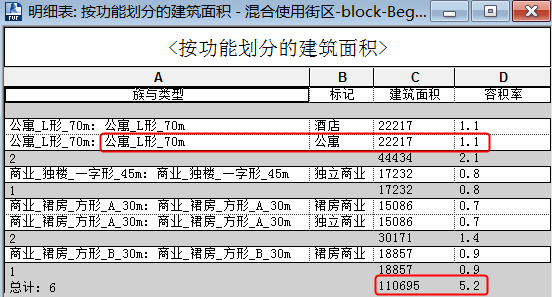 明细表: 按功能划分的建筑面积 - 混合使用街区-block-Beg...
<按功能划分的建筑面积>
A B C D
族与类型 标记 建筑面积 容积率
公寓_L形_70m: 公寓_L形_70m 酒店 22217 1.1
公寓_L形_70m: 公寓_L形_70m 公寓 22217 1.1
2 44434 2.1
商业_独楼_一字形_45m: 商业_独楼_一字形_45m 独立商业 17232 0.8
1 17232 0.8
商业_裙房_方形_A_30m: 商业_裙房_方形_A_30m 独立商业 15086 0.7
商业_裙房_方形_A_30m: 商业_裙房_方形_A_30m 独立商业 15086 0.7
2 30171 1.4
商业_裙房_方形_B_30m: 商业_裙房_方形_B_30m 裙房商业 18857 0.9
1 18857 0.9
总计: 6 110695 5.2